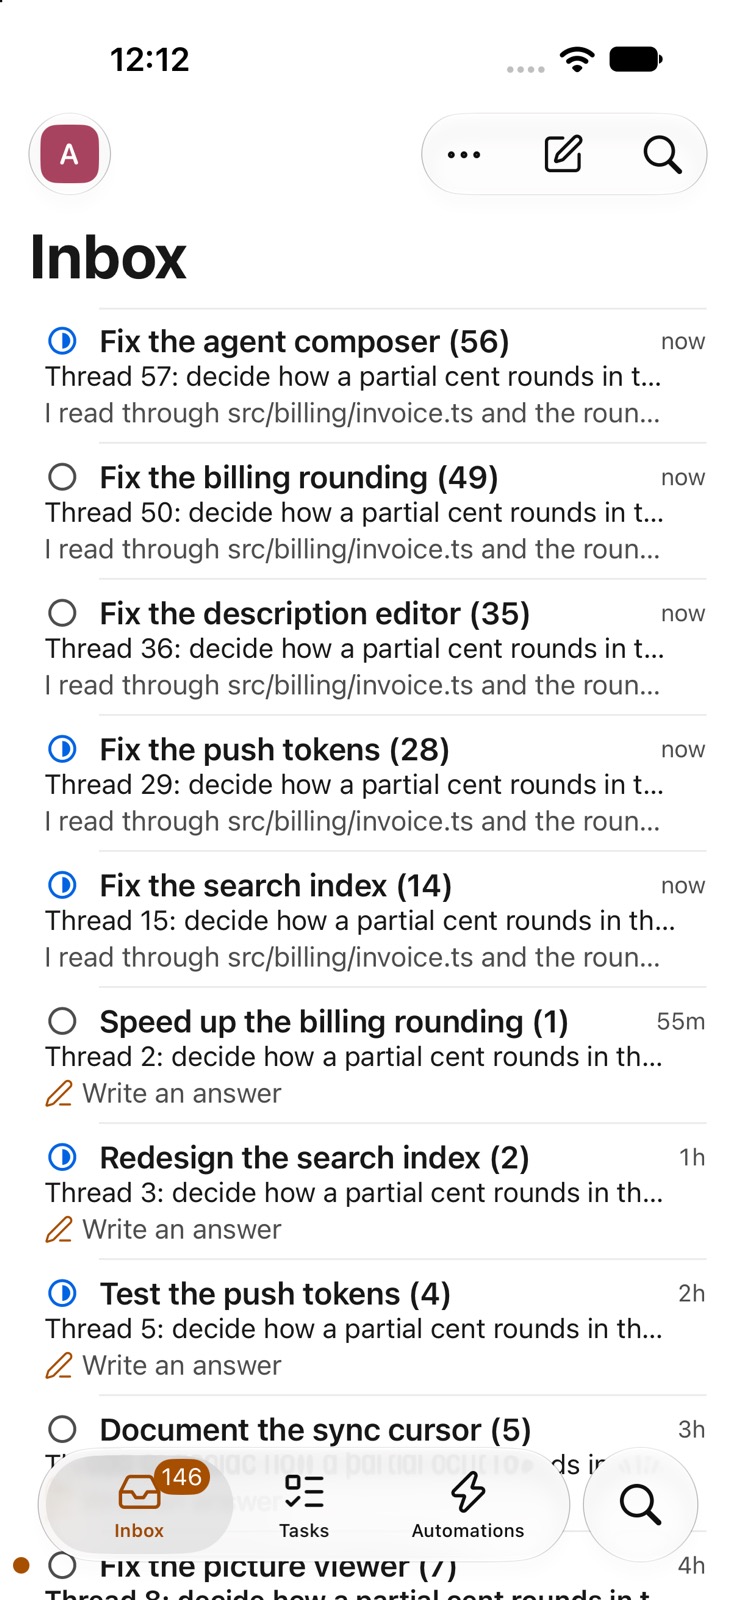 12:12
A
Inbox
Fix the agent composer (56)
now
Thread 57: decide how a partial cent rounds in t...
I read through src/billing/invoice.ts and the roun...
Fix the billing rounding (49)
now
Thread 50: decide how a partial cent rounds in t...
I read through src/billing/invoice.ts and the roun...
Fix the description editor (35)
now
Thread 36: decide how a partial cent rounds in t...
I read through src/billing/invoice.ts and the roun...
Fix the push tokens (28)
now
Thread 29: decide how a partial cent rounds in t...
I read through src/billing/invoice.ts and the roun...
Fix the search index (14)
now
Thread 15: decide how a partial cent rounds in th...
I read through src/billing/invoice.ts and the roun...
Speed up the billing rounding (1)
55m
Thread 2: decide how a partial cent rounds in th...
Write an answer
Redesign the search index (2)
1h
Thread 3: decide how a partial cent rounds in th...
Write an answer
Test the push tokens (4)
2h
Thread 5: decide how a partial cent rounds in th...
Write an answer
Document the sync cursor (5)
3h
146
Inbox
Tasks
Automations
Fix the picture viewer (7)
4h
Thread 8: decide how a partial cent rounds in t